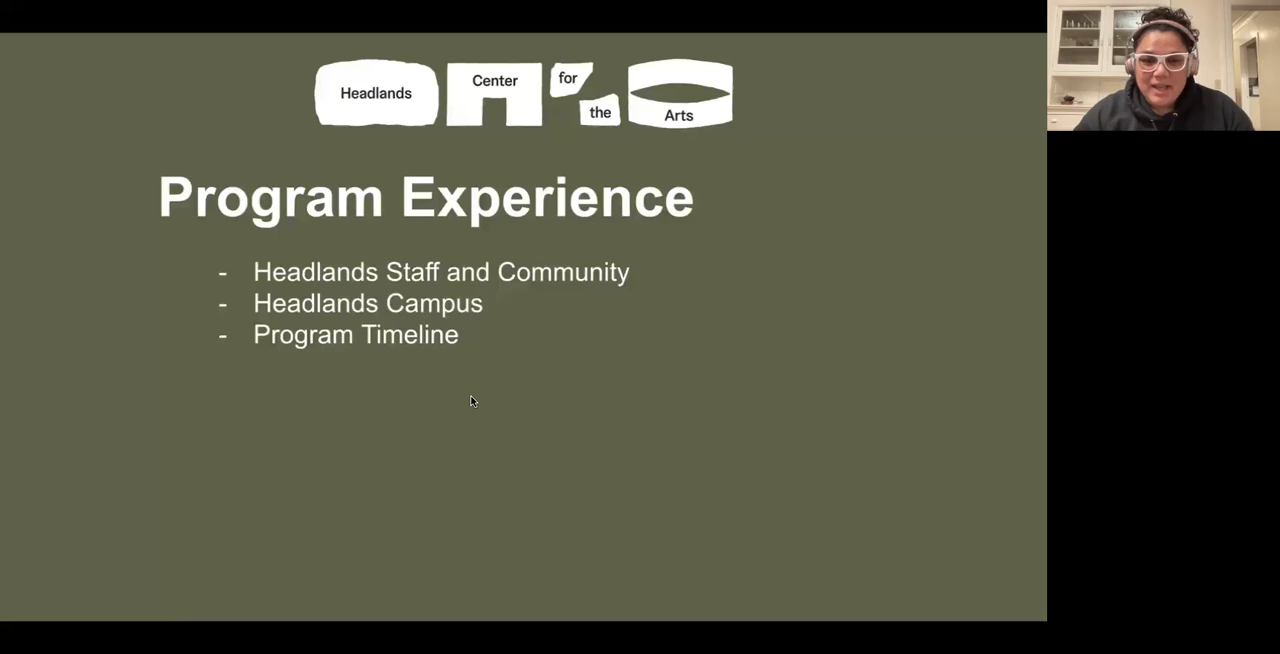 Headlands
Center
for
the
Arts
Program Experience
- Headlands Staff and Community
- Headlands Campus
- Program Timeline